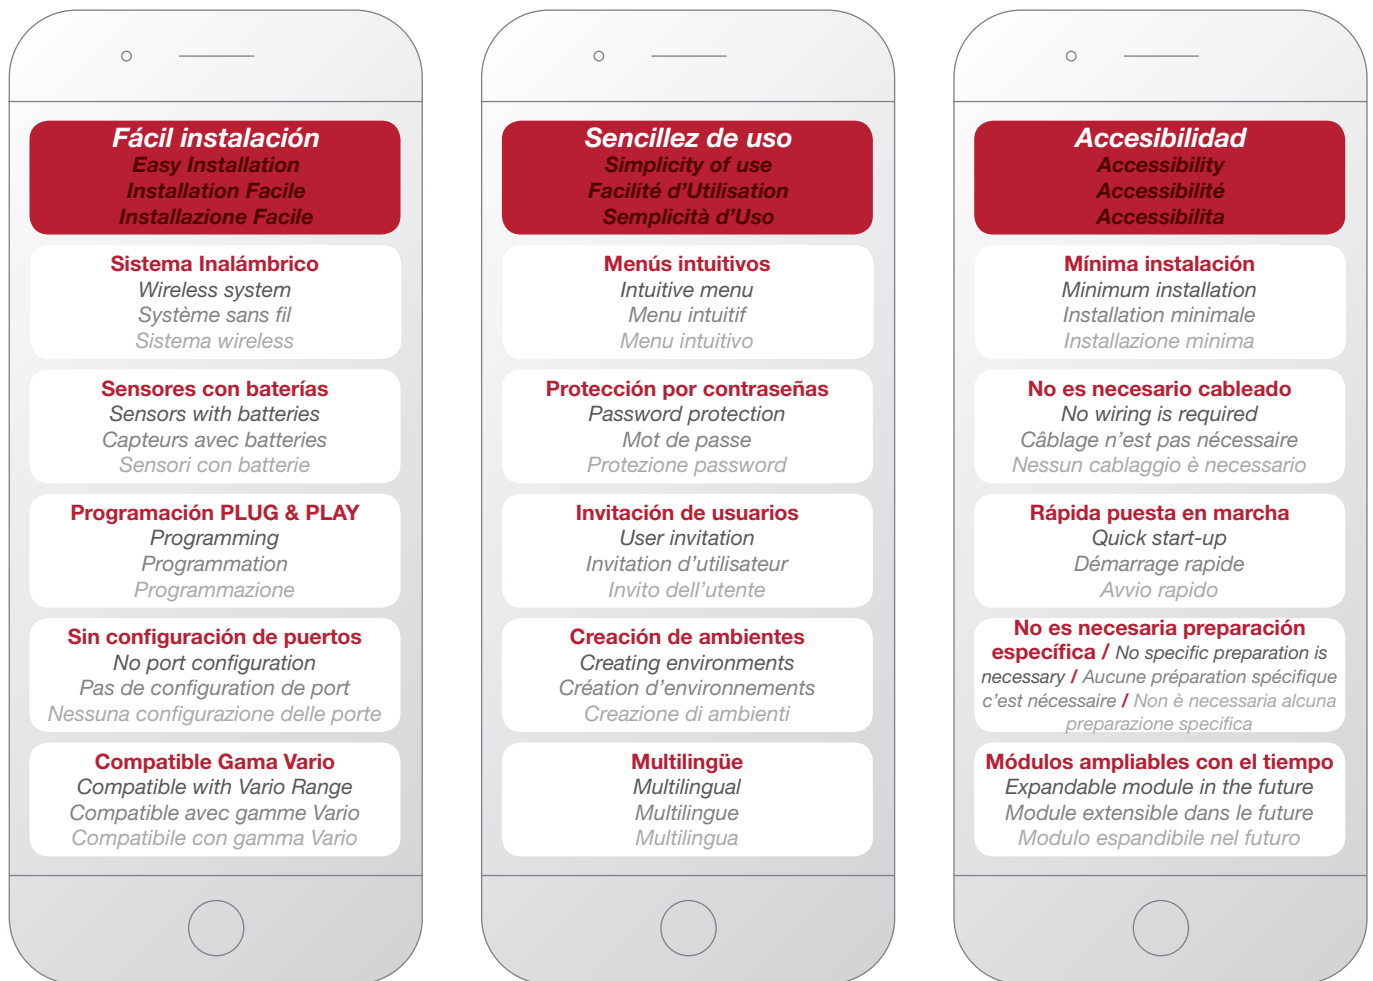 Fácil instalación
Easy Installation
Installation Facile
Installazione Facile
Sistema Inalámbrico
Wireless system
Système sans fil
Sistema wireless
Sensores con baterías
Sensors with batteries
Capteurs avec batteries
Sensori con batterie
Programación PLUG & PLAY
Programming
Programmation
Programmazione
Sin configuración de puertos
No port configuration
Pas de configuration de port
Nessuna configurazione delle porte
Compatible Gama Vario
Compatible with Vario Range
Compatible avec gamme Vario
Compatibile con gamma Vario
Sencillez de uso
Simplicity of use
Facilité d'Utilisation
Semplicità d'Uso
Menús intuitivos
Intuitive menu
Menu intuitif
Menu intuitivo
Protección por contraseñas
Password protection
Mot de passe
Protezione password
Invitación de usuarios
User invitation
Invitation d'utilisateur
Invito dell'utente
Creación de ambientes
Creating environments
Création d'environnements
Creazione di ambienti
Multilingüe
Multilingual
Multilingue
Multilingua
Accesibilidad
Accessibility
Accessibilité
Accessibilita
Mínima instalación
Minimum installation
Installation minimale
Installazione minima
No es necesario cableado
No wiring is required
Câblage n'est pas nécessaire
Nessun cablaggio è necessario
Rápida puesta en marcha
Quick start-up
Démarrage rapide
Avvio rapido
No es necesaria preparación
específica / No specific preparation is
necessary / Aucune préparation spécifique
c'est nécessaire / Non è necessaria alcuna
preparazione specifica
Módulos ampliables con el tiempo
Expandable module in the future
Module extensible dans le future
Modulo espandibile nel futuro